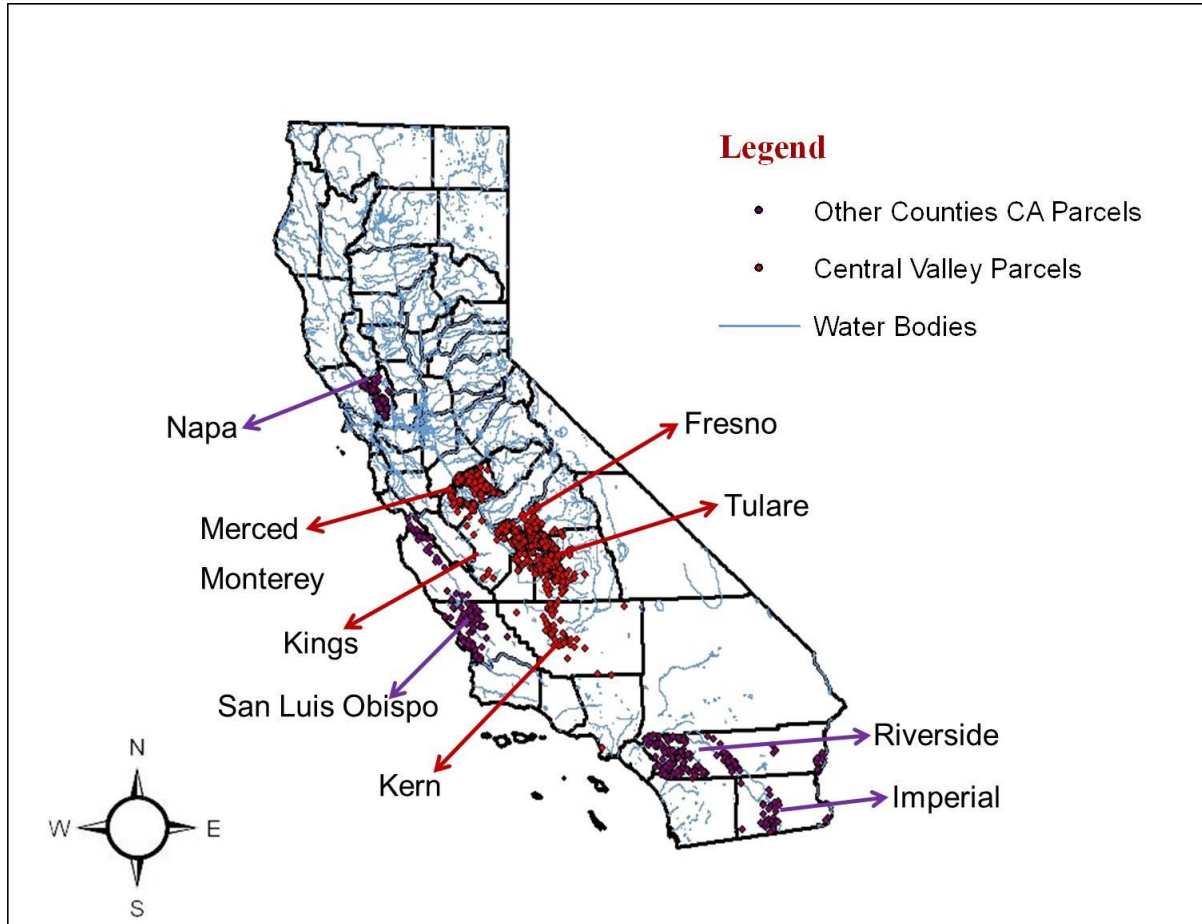 Legend
Other Counties CA Parcels
Central Valley Parcels
Water Bodies
Napa
Fresno
Merced
Tulare
Monterey
Kings
San Luis Obispo
Kern
Riverside
Imperial
N
W
E
S